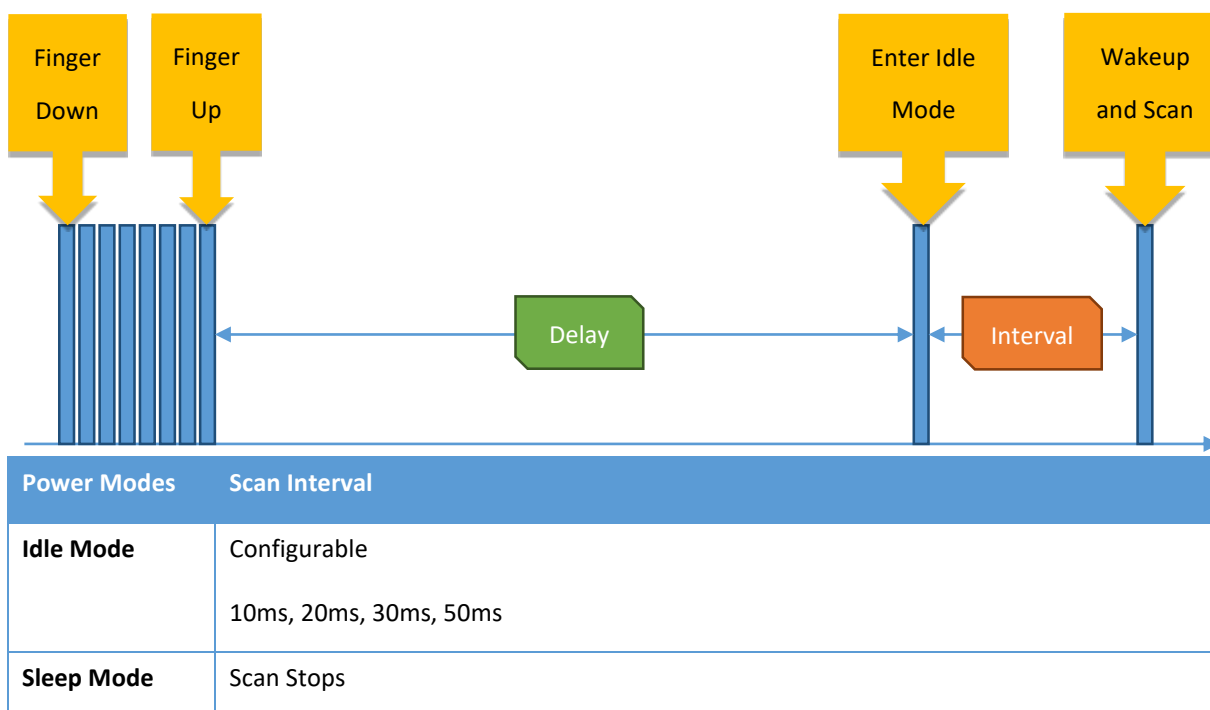 Finger
Down
Finger
Up
Enter Idle
Mode
Wakeup
and Scan
Delay
Interval
Power Modes Scan Interval
Idle Mode Configurable
10ms, 20ms, 30ms, 50ms
Sleep Mode Scan Stops